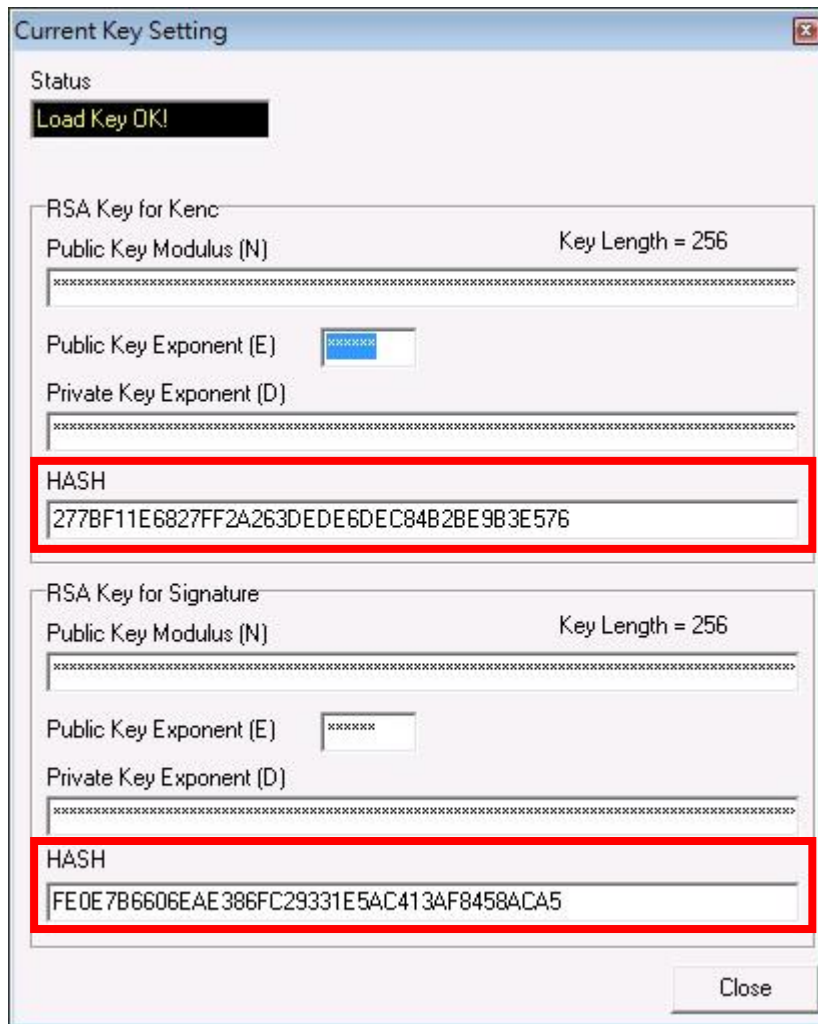 Current Key Setting
Status
Load Key OK!
RSA Key for Kenc
Public Key Modulus (N) Key Length = 256
Public Key Exponent (E) ******
Private Key Exponent (D)
HASH
277BF11E6827FF2A263DEDE6DEC84B2BE9B3E576
RSA Key for Signature
Public Key Modulus (N) Key Length = 256
Public Key Exponent (E) ******
Private Key Exponent (D)
HASH
FE0E7B6606EAE386FC29331E5AC413AF8458ACA5
Close